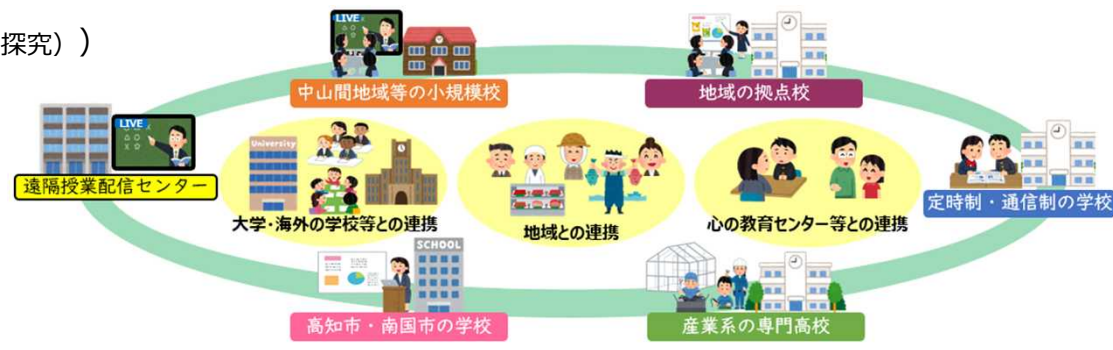 探究））
LIVE
中山間地域等の小規模校
地域の拠点校
LIVE
遠隔授業配信センター
University
大学・海外の学校等との連携
地域との連携
心の教育センター等との連携
定時制・通信制の学校
SCHOOL
高知市・南国市の学校
産業系の専門高校